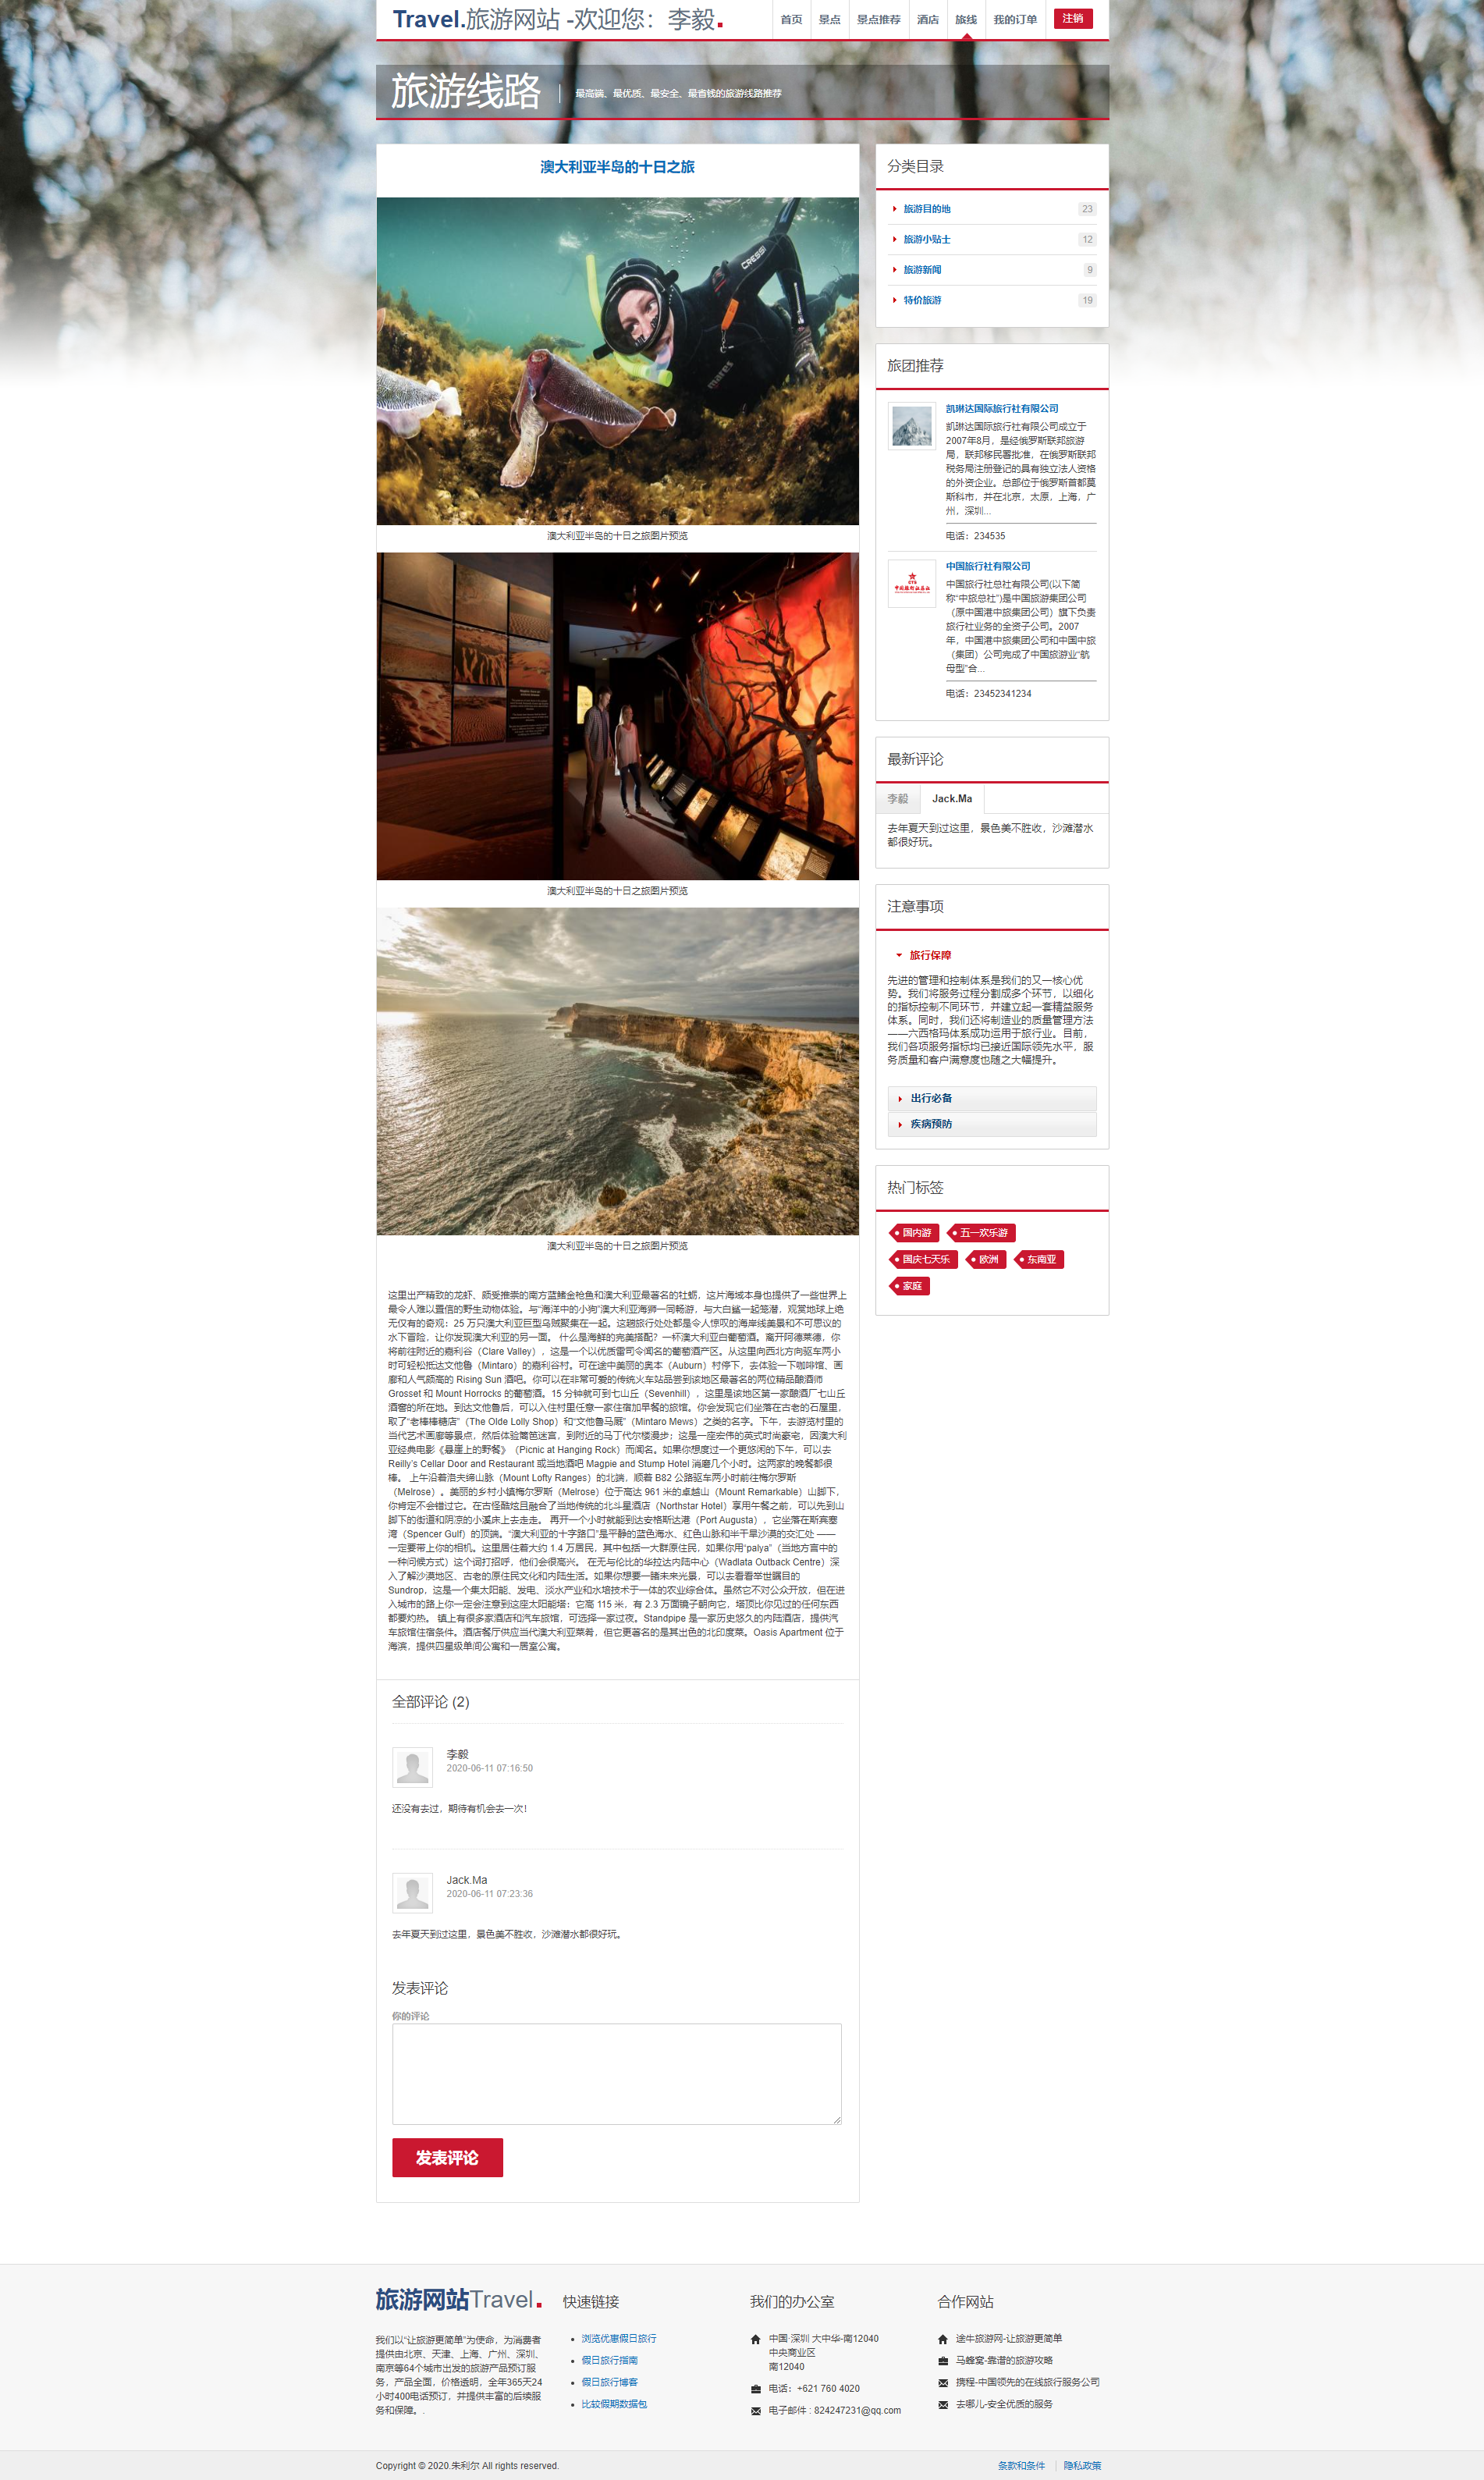 Travel.旅游网站 -欢迎您：李毅.
首页
景点
景点推荐
酒店
旅线
我的订单
注销
旅游线路
最高端、最优质、最安全、最省钱的旅游线路推荐
澳大利亚半岛的十日之旅
CRESSI
mares
澳大利亚半岛的十日之旅图片预览
澳大利亚半岛的十日之旅图片预览
澳大利亚半岛的十日之旅图片预览
这里出产精致的龙虾、颇受推崇的南方蓝鳍金枪鱼和澳大利亚最著名的牡蛎，这片海域本身也提供了一些世界上
最令人难以置信的野生动物体验。与“海洋中的小狗”澳大利亚海狮一同畅游，与大白鲨一起笼潜，观赏地球上绝
无仅有的奇观：25 万只澳大利亚巨型乌贼聚集在一起。这趟旅行处处都是令人惊叹的海岸线美景和不可思议的
水下冒险，让你发现澳大利亚的另一面。 什么是海鲜的完美搭配？一杯澳大利亚白葡萄酒。离开阿德莱德，你
将前往附近的嘉利谷（Clare Valley），这是一个以优质雷司令闻名的葡萄酒产区。从这里向西北方向驱车两小
时可轻松抵达文他鲁（Mintaro）的嘉利谷村。可在途中美丽的奥本（Auburn）村停下，去体验一下咖啡馆、画
廊和人气颇高的 Rising Sun 酒吧。你可以在非常可爱的传统火车站品尝到该地区最著名的两位精品酿酒师
Grosset 和 Mount Horrocks 的葡萄酒。15 分钟就可到七山丘（Sevenhill），这里是该地区第一家酿酒厂七山丘
酒窖的所在地。到达文他鲁后，可以入住村里任意一家住宿加早餐的旅馆。你会发现它们坐落在古老的石屋里，
取了“老棒棒糖店”（The Olde Lolly Shop）和“文他鲁马厩”（Mintaro Mews）之类的名字。下午，去游览村里的
当代艺术画廊等景点，然后体验篱笆迷宫，到附近的马丁代尔楼漫步；这是一座宏伟的英式时尚豪宅，因澳大利
亚经典电影《悬崖上的野餐》（Picnic at Hanging Rock）而闻名。如果你想度过一个更悠闲的下午，可以去
Reilly’s Cellar Door and Restaurant 或当地酒吧 Magpie and Stump Hotel 消磨几个小时。这两家的晚餐都很
棒。 上午沿着洛夫缔山脉（Mount Lofty Ranges）的北端，顺着 B82 公路驱车两小时前往梅尔罗斯
（Melrose）。美丽的乡村小镇梅尔罗斯（Melrose）位于高达 961 米的卓越山（Mount Remarkable）山脚下，
你肯定不会错过它。在古怪酷炫且融合了当地传统的北斗星酒店（Northstar Hotel）享用午餐之前，可以先到山
脚下的街道和阴凉的小溪床上去走走。 再开一个小时就能到达安格斯达港（Port Augusta），它坐落在斯宾塞
湾（Spencer Gulf）的顶端。“澳大利亚的十字路口”是平静的蓝色海水、红色山脉和半干旱沙漠的交汇处 ——
一定要带上你的相机。这里居住着大约 1.4 万居民，其中包括一大群原住民，如果你用“palya”（当地方言中的
一种问候方式）这个词打招呼，他们会很高兴。 在无与伦比的华拉达内陆中心（Wadlata Outback Centre）深
入了解沙漠地区、古老的原住民文化和内陆生活。如果你想要一睹未来光景，可以去看看举世瞩目的
Sundrop，这是一个集太阳能、发电、淡水产业和水培技术于一体的农业综合体。虽然它不对公众开放，但在进
入城市的路上你一定会注意到这座太阳能塔：它高 115 米，有 2.3 万面镜子朝向它，塔顶比你见过的任何东西
都要灼热。 镇上有很多家酒店和汽车旅馆，可选择一家过夜。Standpipe 是一家历史悠久的内陆酒店，提供汽
车旅馆住宿条件。酒店餐厅供应当代澳大利亚菜肴，但它更著名的是其出色的北印度菜。Oasis Apartment 位于
海滨，提供四星级单间公寓和一居室公寓。
全部评论 (2)
李毅
2020-06-11 07:16:50
还没有去过，期待有机会去一次！
Jack.Ma
2020-06-11 07:23:36
去年夏天到过这里，景色美不胜收，沙滩潜水都很好玩。
发表评论
你的评论
发表评论
分类目录
旅游目的地 23
旅游小贴士 12
旅游新闻 9
特价旅游 19
旅团推荐
凯琳达国际旅行社有限公司
凯琳达国际旅行社有限公司成立于
2007年8月，是经俄罗斯联邦旅游
局，联邦移民署批准，在俄罗斯联邦
税务局注册登记的具有独立法人资格
的外资企业。总部位于俄罗斯首都莫
斯科市，并在北京，太原，上海，广
州，深圳...
电话：234535
CTS
中国旅行社有限公司
中国旅行社总社有限公司(以下简
称“中旅总社”)是中国旅游集团公司
（原中国港中旅集团公司）旗下负责
旅行社业务的全资子公司。2007
年，中国港中旅集团公司和中国中旅
（集团）公司完成了中国旅游业“航
母型”合...
电话：23452341234
最新评论
李毅
Jack.Ma
去年夏天到过这里，景色美不胜收，沙滩潜水
都很好玩。
注意事项
旅行保障
先进的管理和控制体系是我们的又一核心优
势。我们将服务过程分割成多个环节，以细化
的指标控制不同环节，并建立起一套精益服务
体系。同时，我们还将制造业的质量管理方法
——六西格玛体系成功运用于旅行业。目前，
我们各项服务指标均已接近国际领先水平，服
务质量和客户满意度也随之大幅提升。
出行必备
疾病预防
热门标签
国内游
五一欢乐游
国庆七天乐
欧洲
东南亚
家庭
旅游网站Travel.
我们以“让旅游更简单”为使命，为消费者
提供由北京、天津、上海、广州、深圳、
南京等64个城市出发的旅游产品预订服
务，产品全面，价格透明，全年365天24
小时400电话预订，并提供丰富的后续服
务和保障。.
快速链接
浏览优惠假日旅行
假日旅行指南
假日旅行博客
比较假期数据包
我们的办公室
中国·深圳 大中华-南12040
中央商业区
南12040
电话：+621 760 4020
电子邮件 : 824247231@qq.com
合作网站
途牛旅游网-让旅游更简单
马蜂窝-靠谱的旅游攻略
携程-中国领先的在线旅行服务公司
去哪儿-安全优质的服务
Copyright © 2020.朱利尔 All rights reserved.
条款和条件
隐私政策